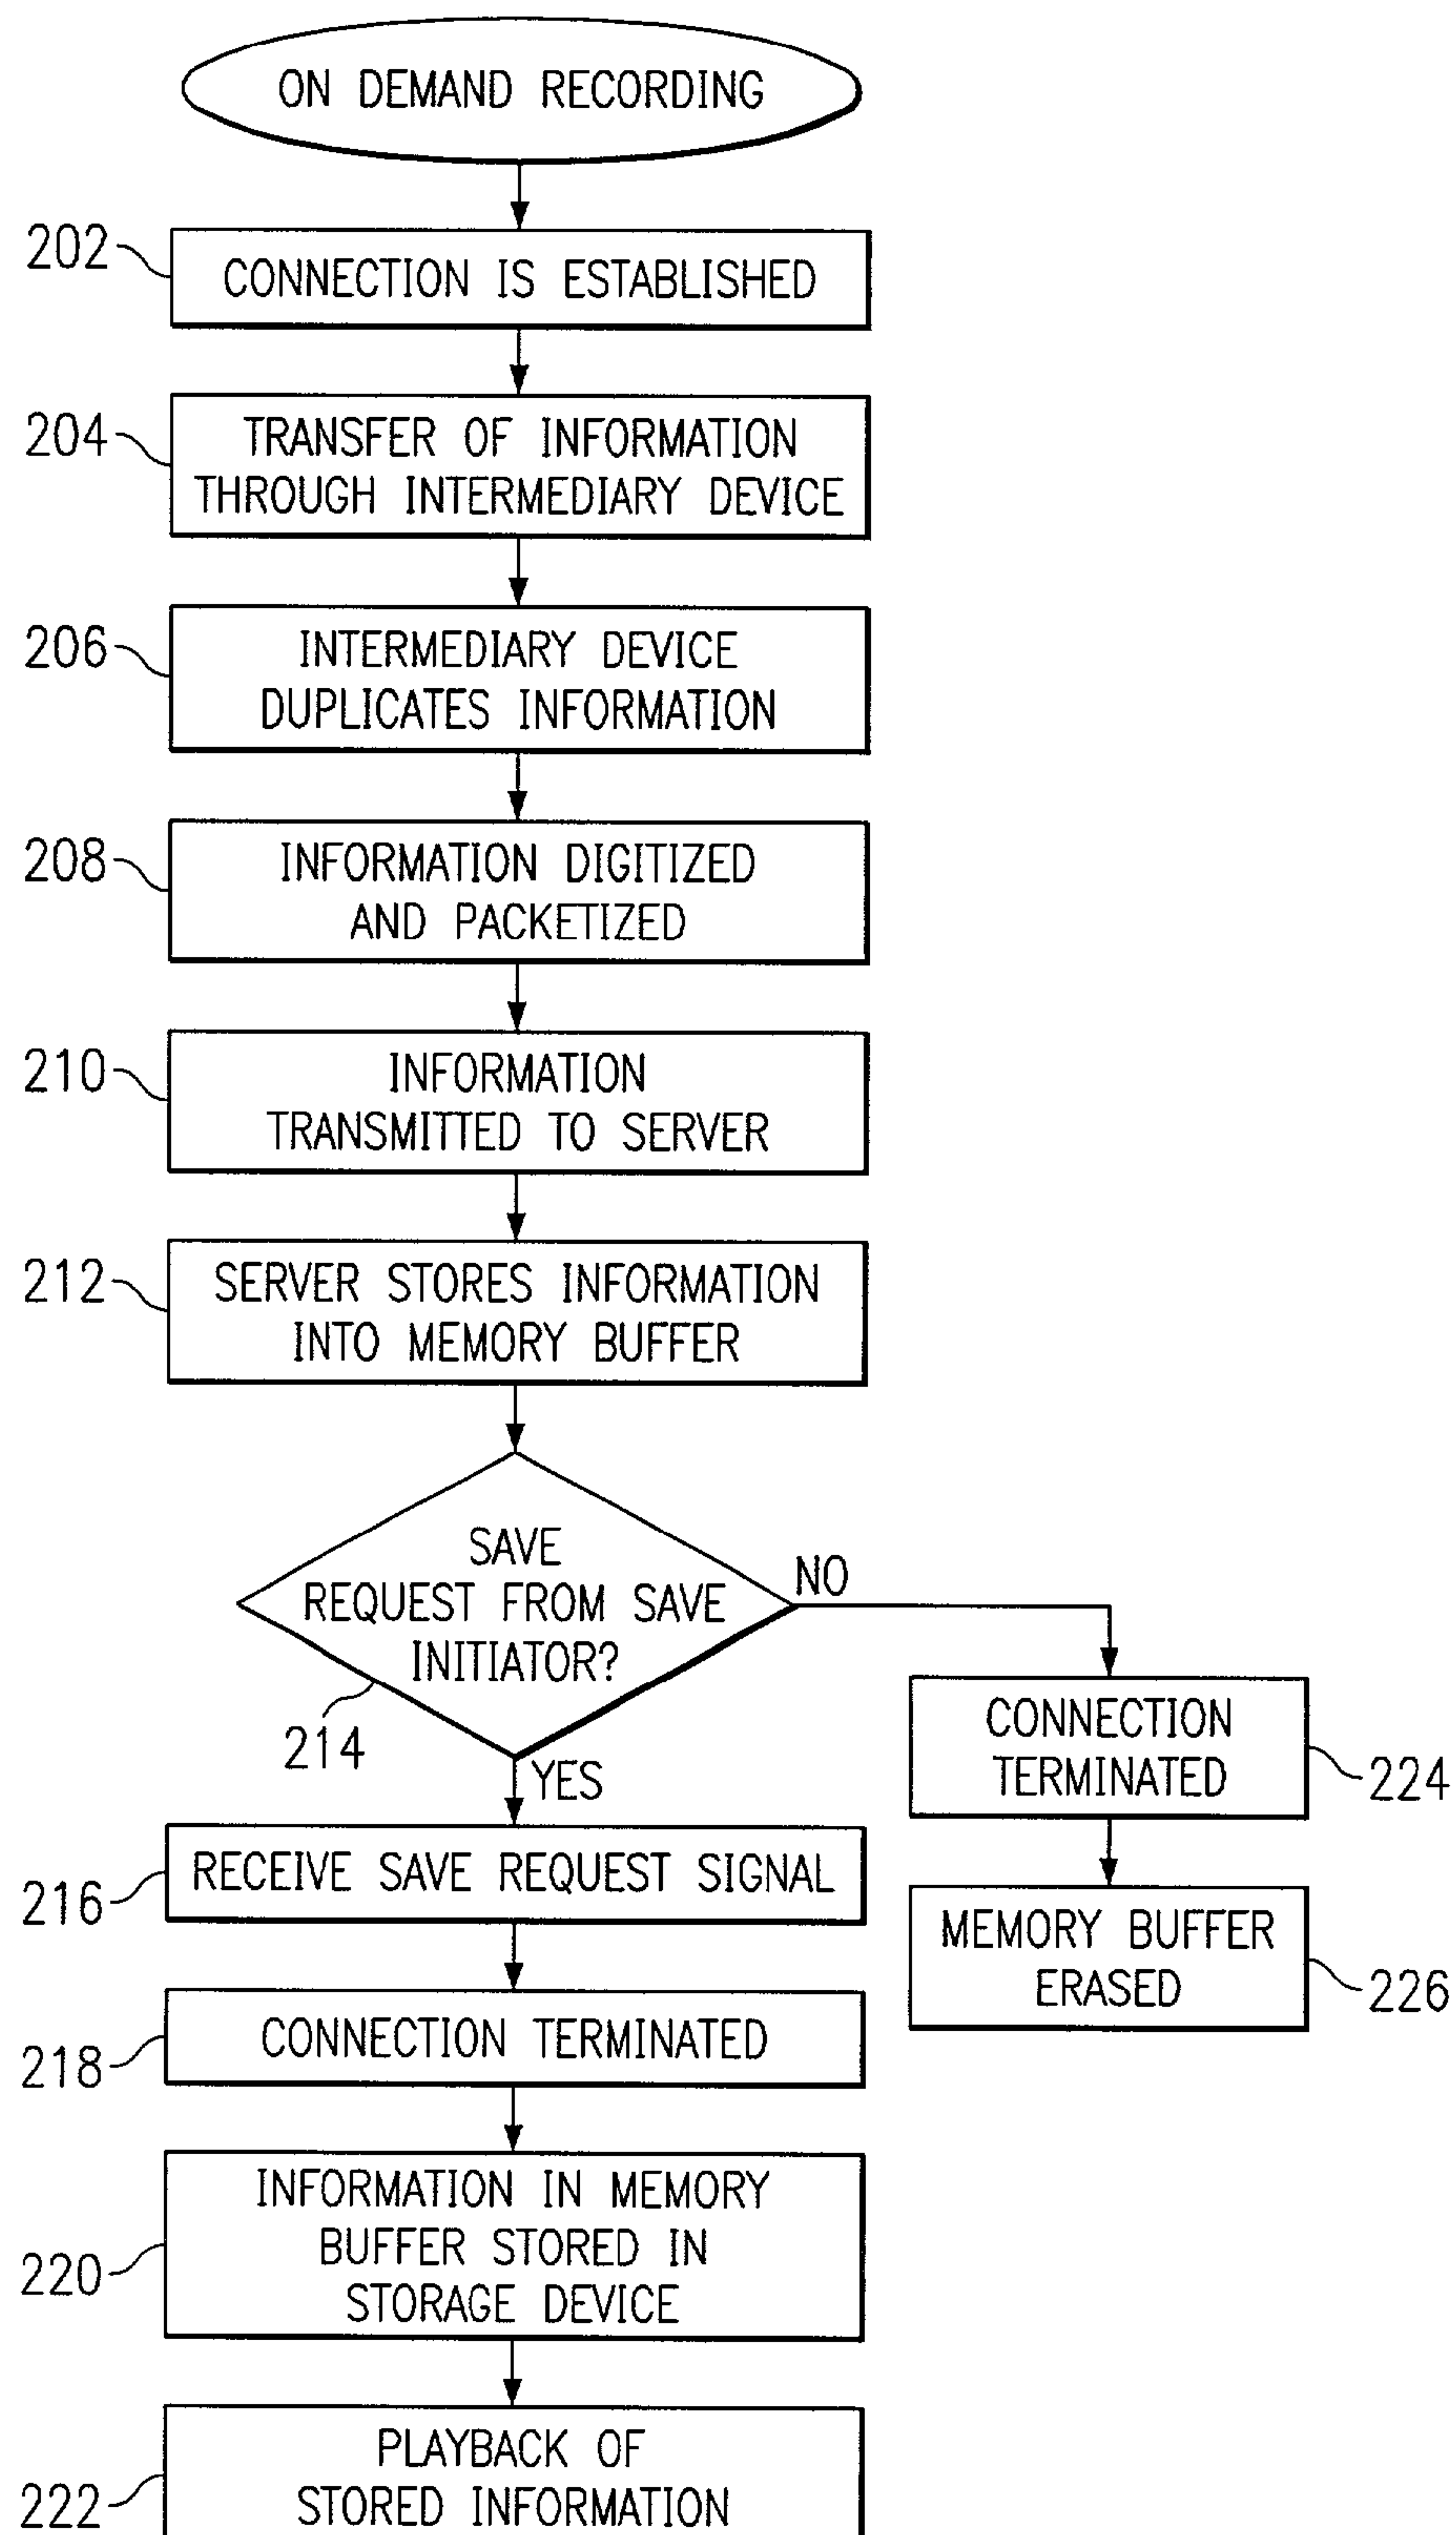 ON DEMAND RECORDING
202
CONNECTION IS ESTABLISHED
204
TRANSFER OF INFORMATION
THROUGH INTERMEDIARY DEVICE
206
INTERMEDIARY DEVICE
DUPLICATES INFORMATION
208
INFORMATION DIGITIZED
AND PACKETIZED
210
INFORMATION
TRANSMITTED TO SERVER
212
SERVER STORES INFORMATION
INTO MEMORY BUFFER
SAVE
REQUEST FROM SAVE
INITIATOR?
214
NO
YES
CONNECTION
TERMINATED
224
MEMORY BUFFER
ERASED
226
216
RECEIVE SAVE REQUEST SIGNAL
218
CONNECTION TERMINATED
220
INFORMATION IN MEMORY
BUFFER STORED IN
STORAGE DEVICE
222
PLAYBACK OF
STORED INFORMATION